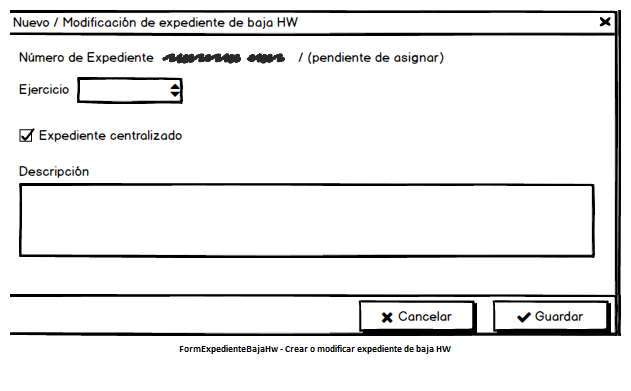 Nuevo / Modificación de expediente de baja HW
Número de Expediente / (pendiente de asignar)
Ejercicio
Expediente centralizado
Descripción
Cancelar
Guardar
FormExpedienteBajaHw - Crear o modificar expediente de baja HW